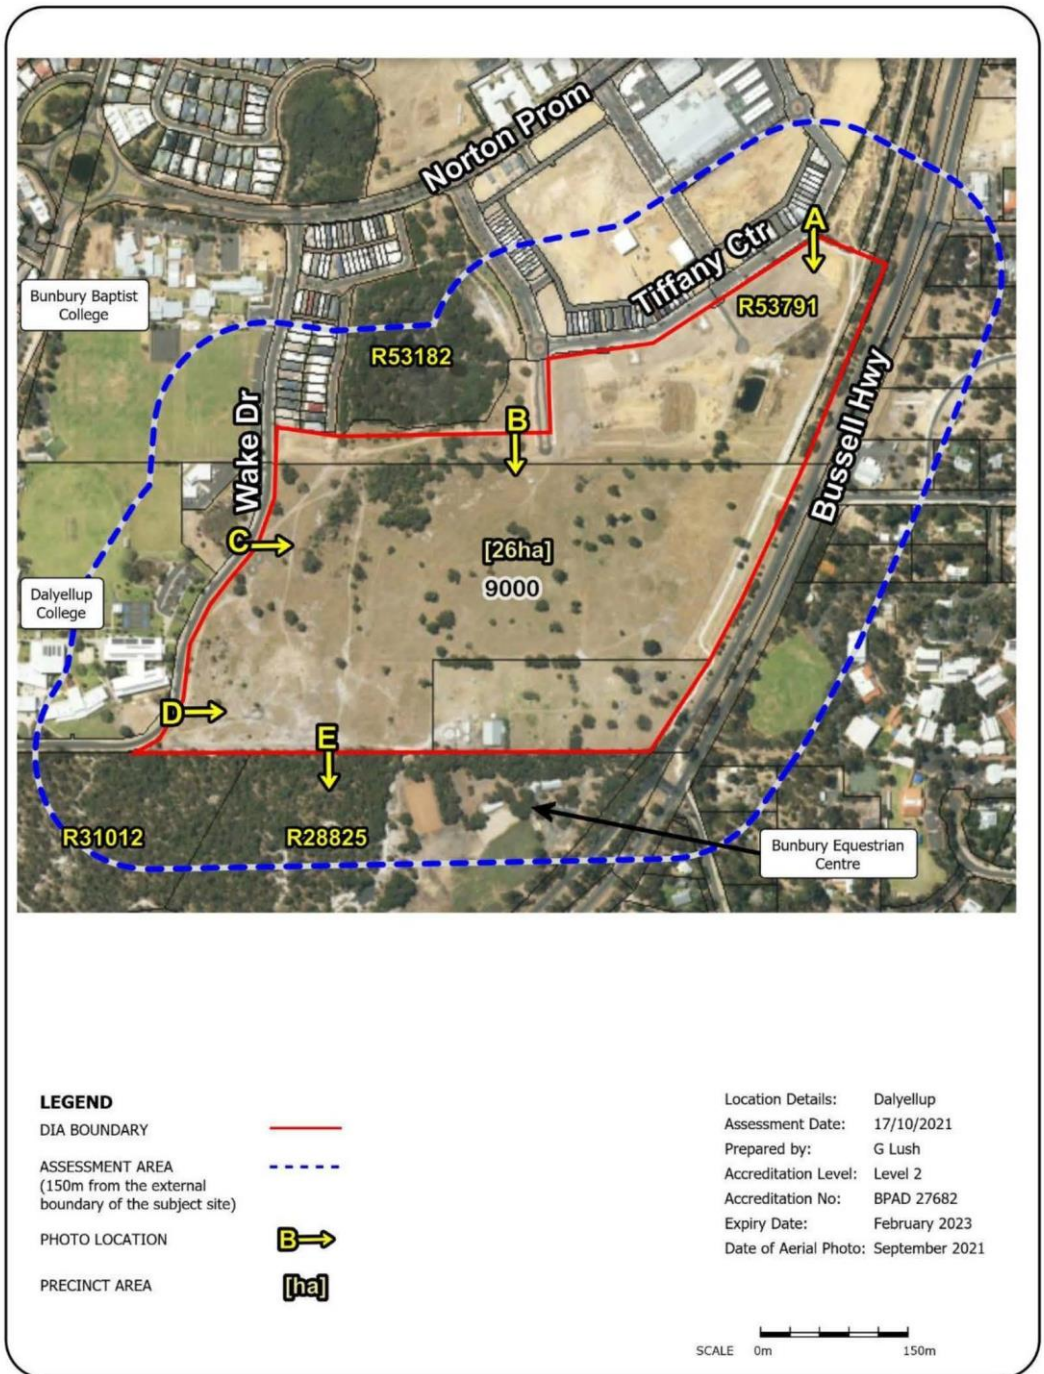 Norton Prom
A
Tiffany Ctr
Bunbury Baptist
College
R53791
R53182
Bussell Hwy
Wake Dr
B
C
[26ha]
9000
Dalyellup
College
D
E
R31012
R28825
Bunbury Equestrian
Centre
LEGEND
DIA BOUNDARY
ASSESSMENT AREA
(150m from the external
boundary of the subject site)
PHOTO LOCATION
B
PRECINCT AREA
[ha]
Location Details: Dalyellup
Assessment Date: 17/10/2021
Prepared by: G Lush
Accreditation Level: Level 2
Accreditation No: BPAD 27682
Expiry Date: February 2023
Date of Aerial Photo: September 2021
SCALE 0m 150m